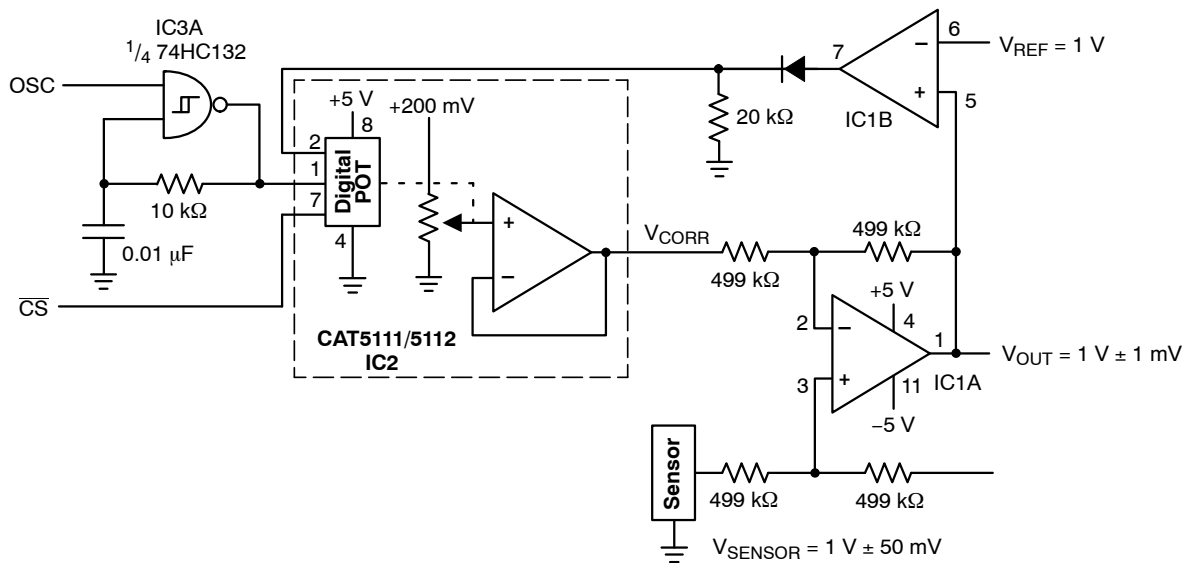 IC3A
1/4 74HC132
OSC
10 kΩ
0.01 μF
CS
+5 V
+200 mV
8
2
1
7
4
Digital
POT
+
−
CAT5111/5112
IC2
VCORR
499 kΩ
499 kΩ
7
20 kΩ
IC1B
−
+
6
5
VREF = 1 V
+5 V
4
2
−
3
+
1
11
−5 V
IC1A
VOUT = 1 V ± 1 mV
Sensor
499 kΩ
499 kΩ
VSENSOR = 1 V ± 50 mV